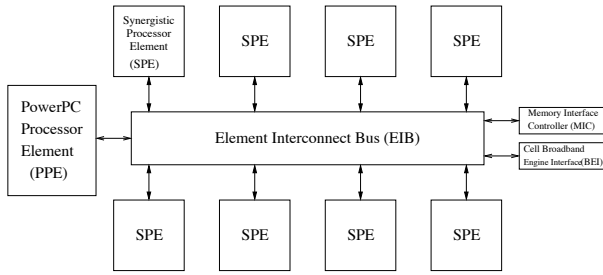 Synergistic
Processor
Element
(SPE)
SPE
SPE
SPE
PowerPC
Processor
Element
(PPE)
Element Interconnect Bus (EIB)
Memory Interface
Controller (MIC)
Cell Broadband
Engine Interface(BEI)
SPE
SPE
SPE
SPE